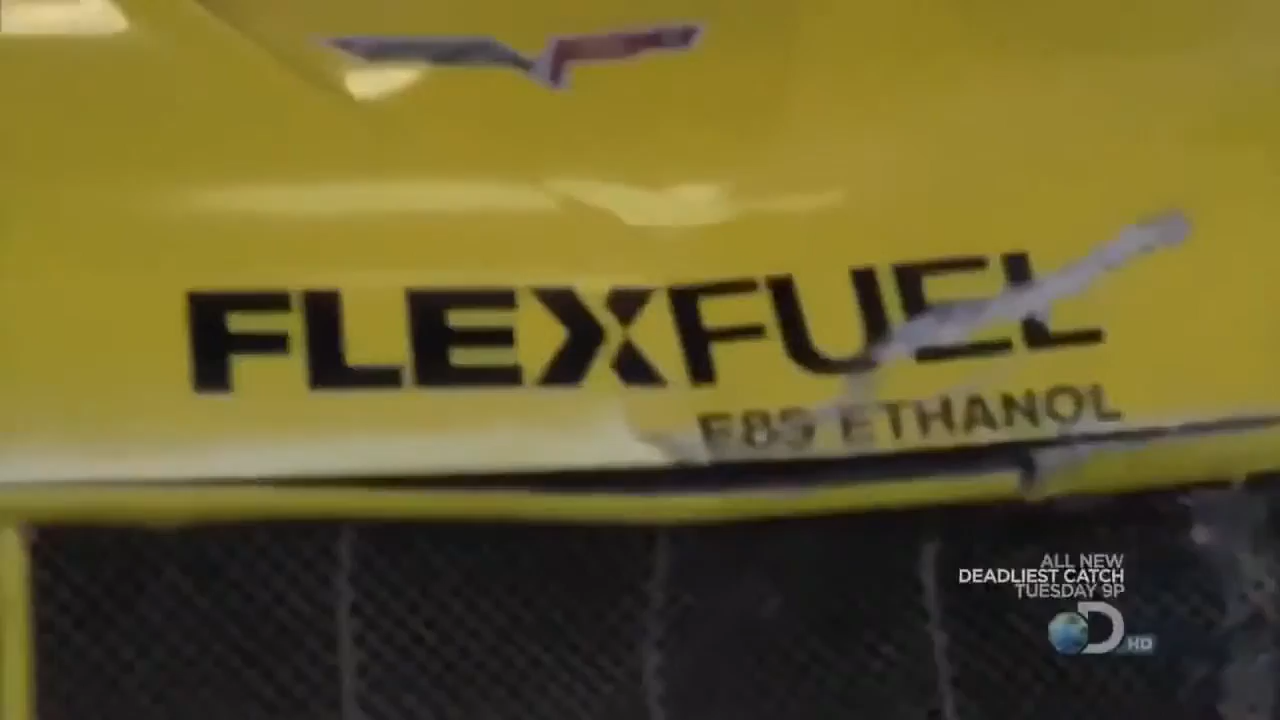 FLEXFUEL
E85 ETHANOL
ALL NEW
DEADLIEST CATCH
TUESDAY 9P
D HD